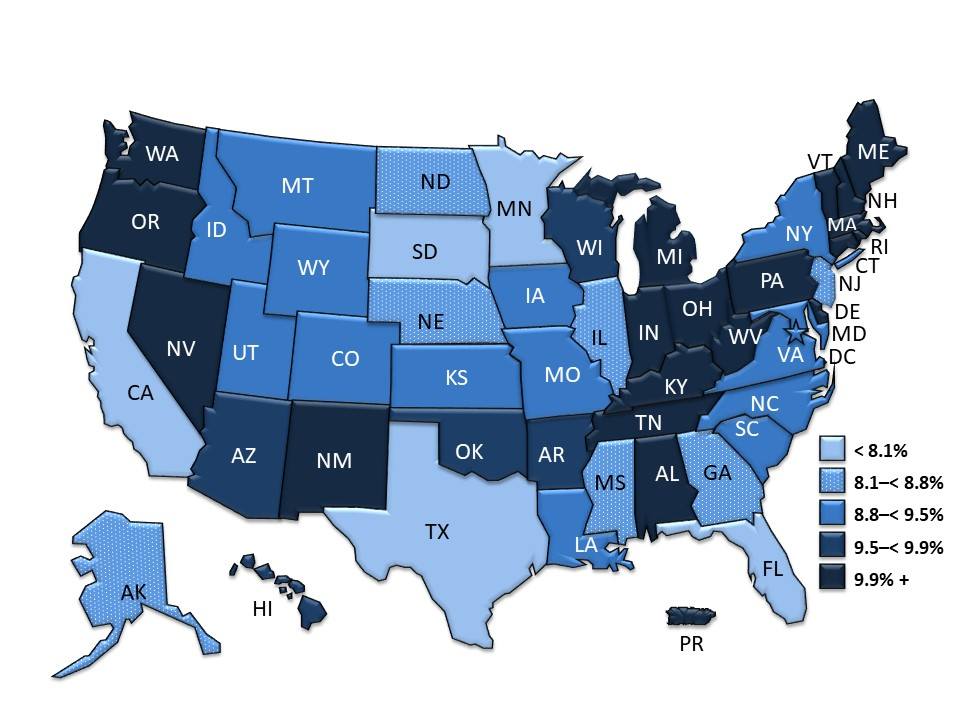 ME
VT
WA
ND
MT
NH
MN
OR
MA
ID
NY
RI
WI
SD
MI
CT
WY
PA
NJ
IA
OH
DE
NE
IN
MD
IL
WV
NV
UT
CO
VA
DC
MO
KS
KY
CA
NC
TN
SC
AZ
OK
AR
NM
AL
GA
MS
< 8.1%
8.1–< 8.8%
8.8–< 9.5%
TX
LA
9.5–< 9.9%
FL
9.9% +
AK
HI
PR